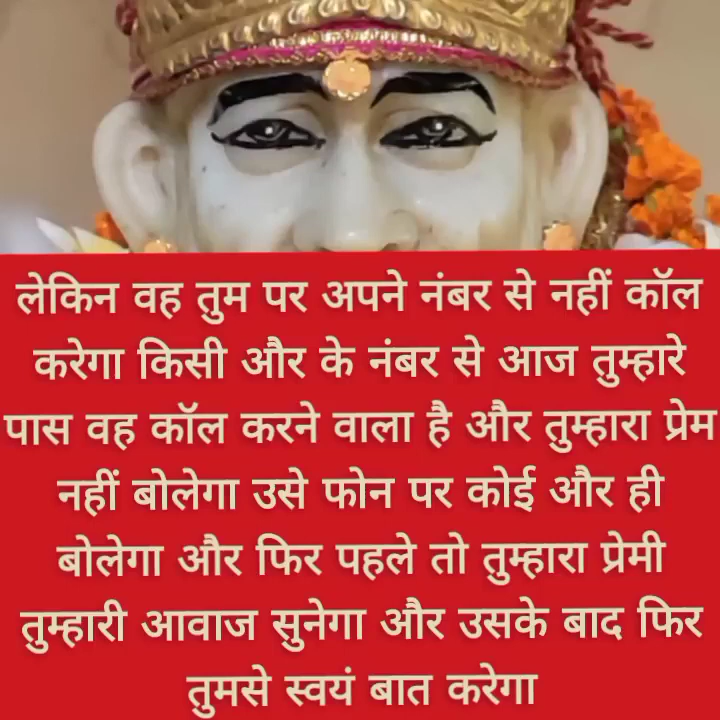 लेकिन वह तुम पर अपने नंबर से नहीं कॉल
करेगा किसी और के नंबर से आज तुम्हारे
पास वह कॉल करने वाला है और तुम्हारा प्रेम
नहीं बोलेगा उसे फोन पर कोई और ही
बोलेगा और फिर पहले तो तुम्हारा प्रेमी
तुम्हारी आवाज सुनेगा और उसके बाद फिर
तुमसे स्वयं बात करेगा